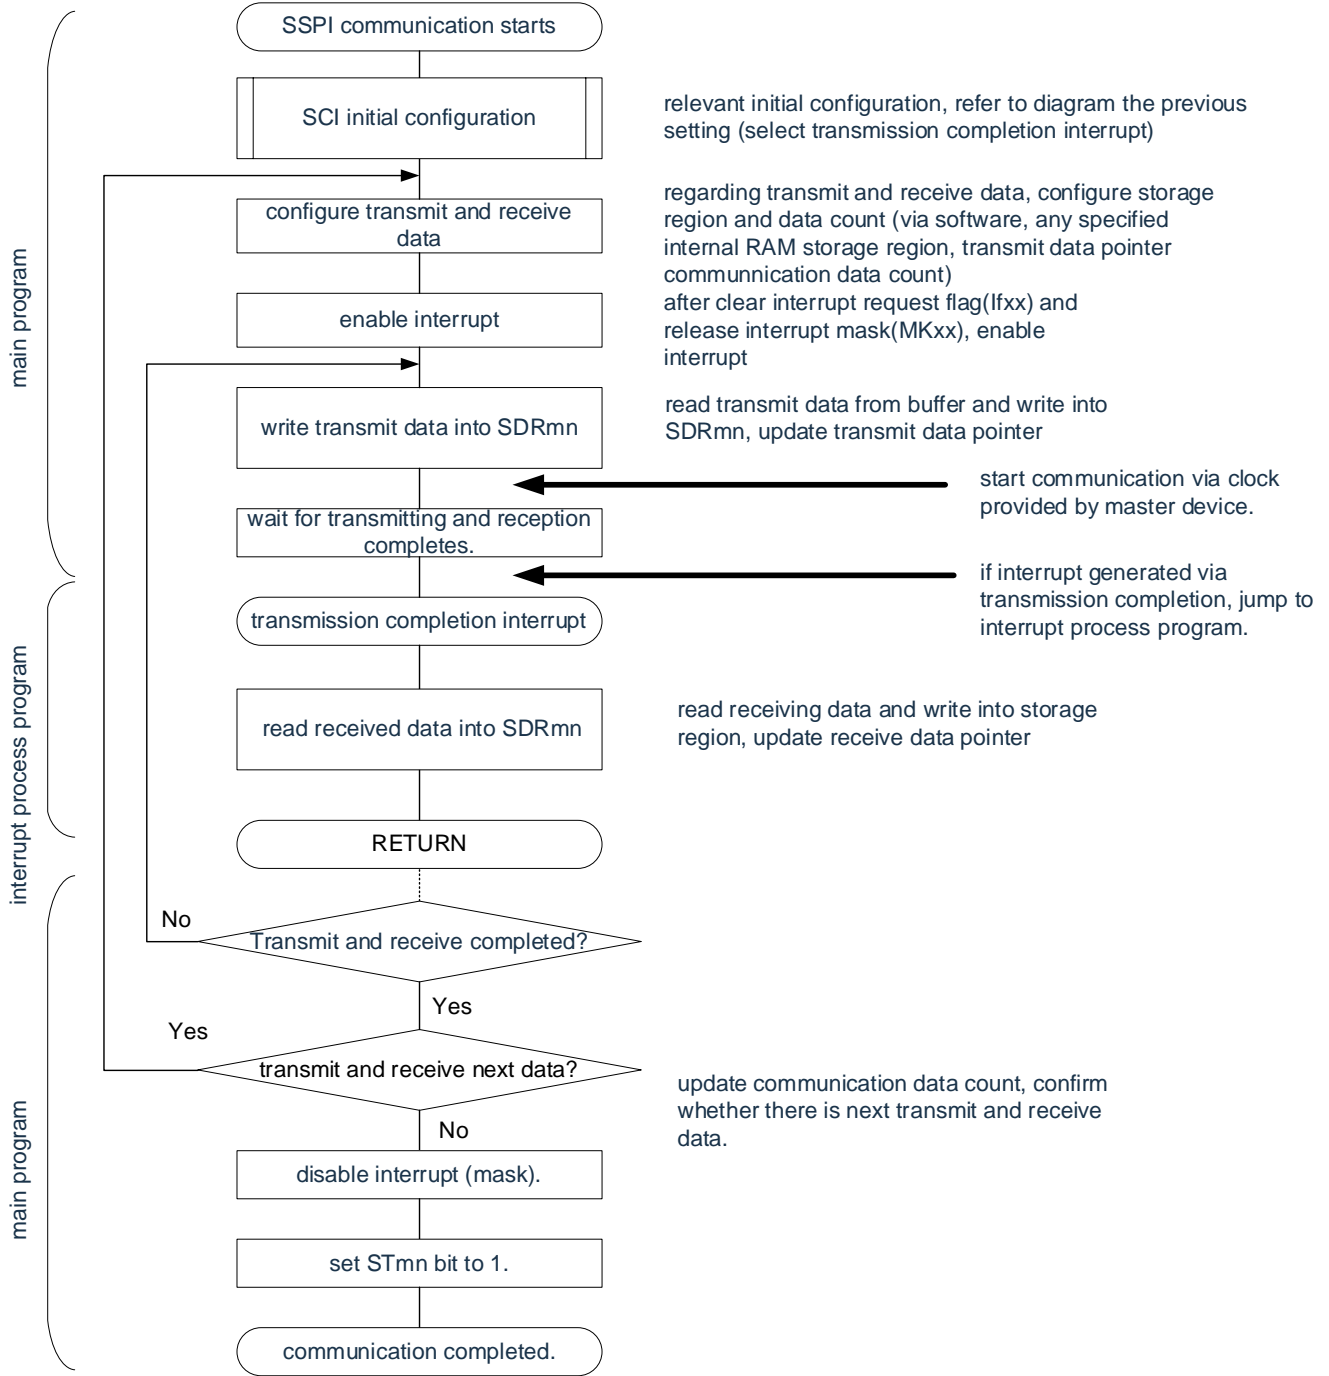 SSPI communication starts
SCI initial configuration
relevant initial configuration, refer to diagram the previous
setting (select transmission completion interrupt)
configure transmit and receive
data
regarding transmit and receive data, configure storage
region and data count (via software, any specified
internal RAM storage region, transmit data pointer
communnication data count)
after clear interrupt request flag(Ifxx) and
release interrupt mask(MKxx), enable
interrupt
main program
enable interrupt
write transmit data into SDRmn
read transmit data from buffer and write into
SDRmn, update transmit data pointer
start communication via clock
provided by master device.
wait for transmitting and reception
completes.
if interrupt generated via
transmission completion, jump to
interrupt process program.
transmission completion interrupt
interrupt process program
read received data into SDRmn
read receiving data and write into storage
region, update receive data pointer
RETURN
No
Transmit and receive completed?
Yes
Yes
transmit and receive next data?
update communication data count, confirm
whether there is next transmit and receive
data.
No
main program
disable interrupt (mask).
set STmn bit to 1.
communication completed.